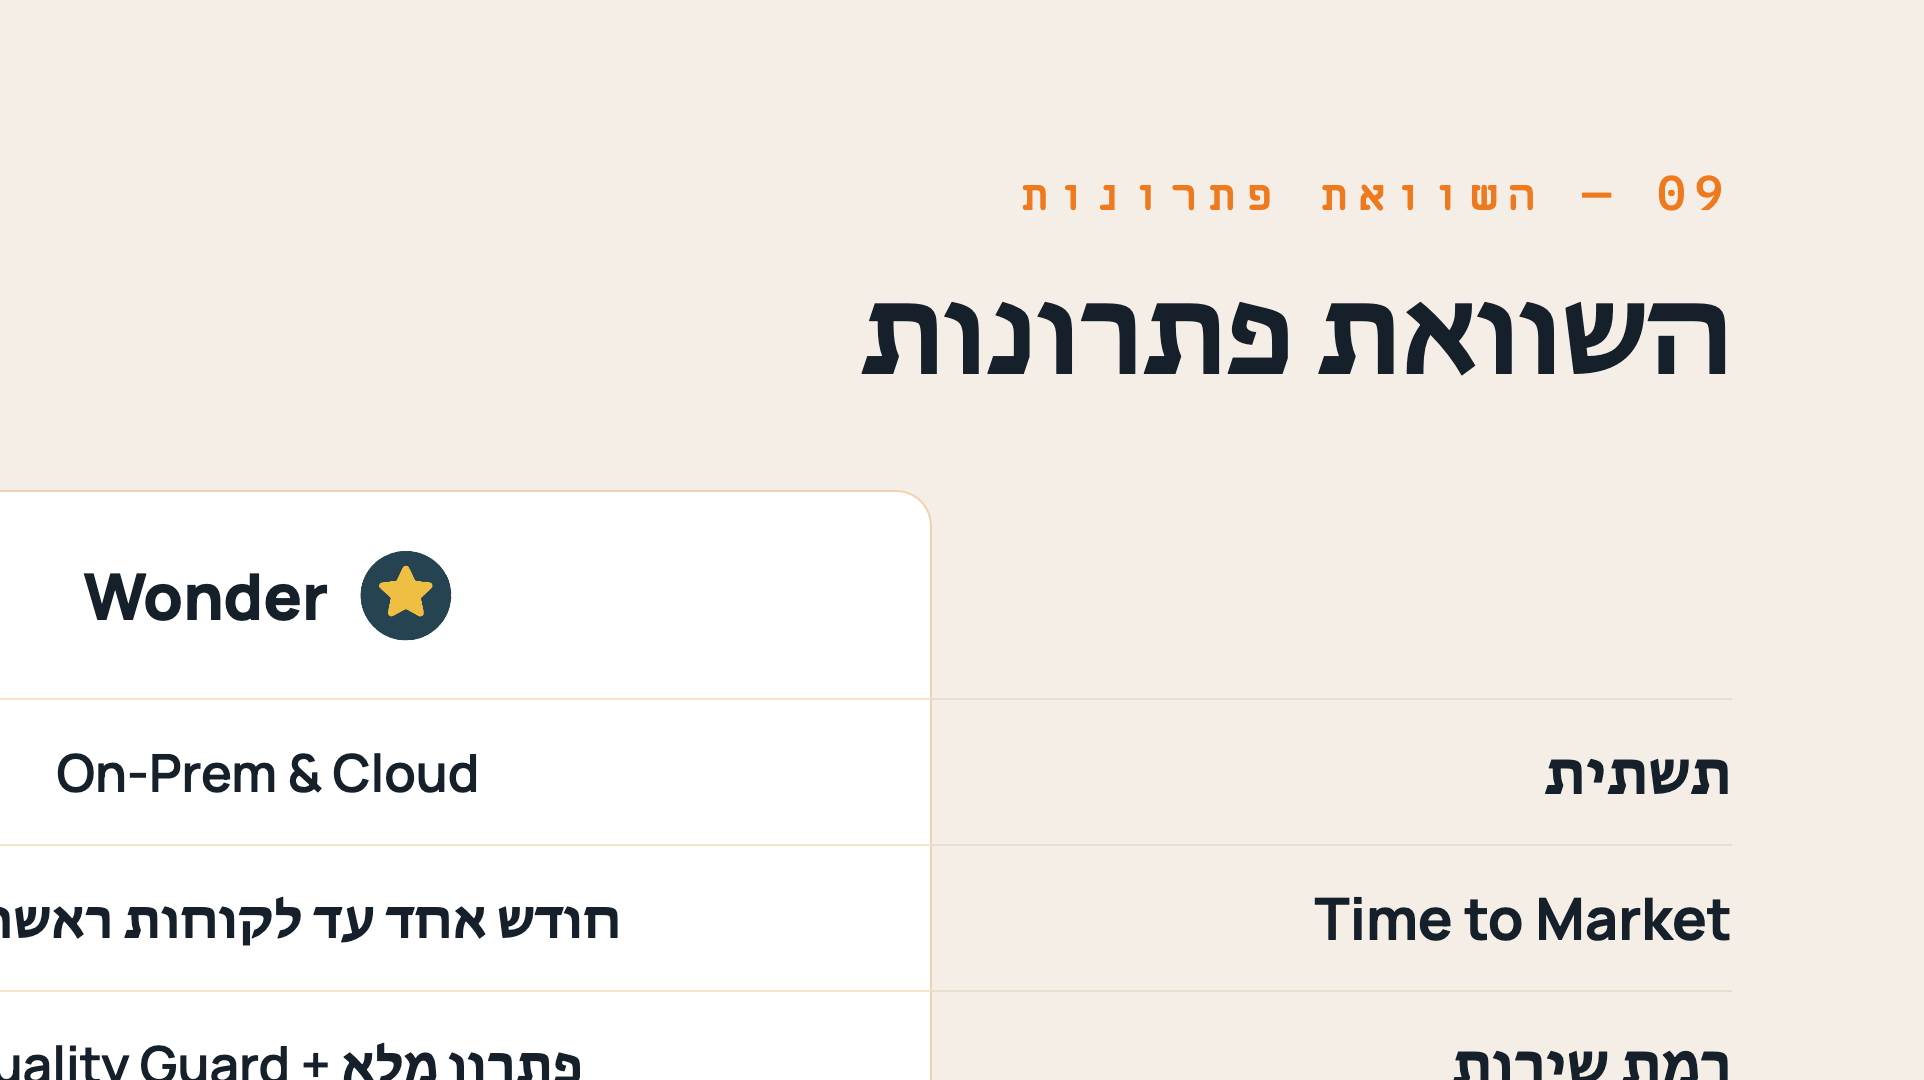 09 — השוואת פתרונות
השוואת פתרונות
Wonder
תשתית On-Prem & Cloud
Time to Market חודש אחד עד לקוחות
רמת שירות פתרון מלא + Guard